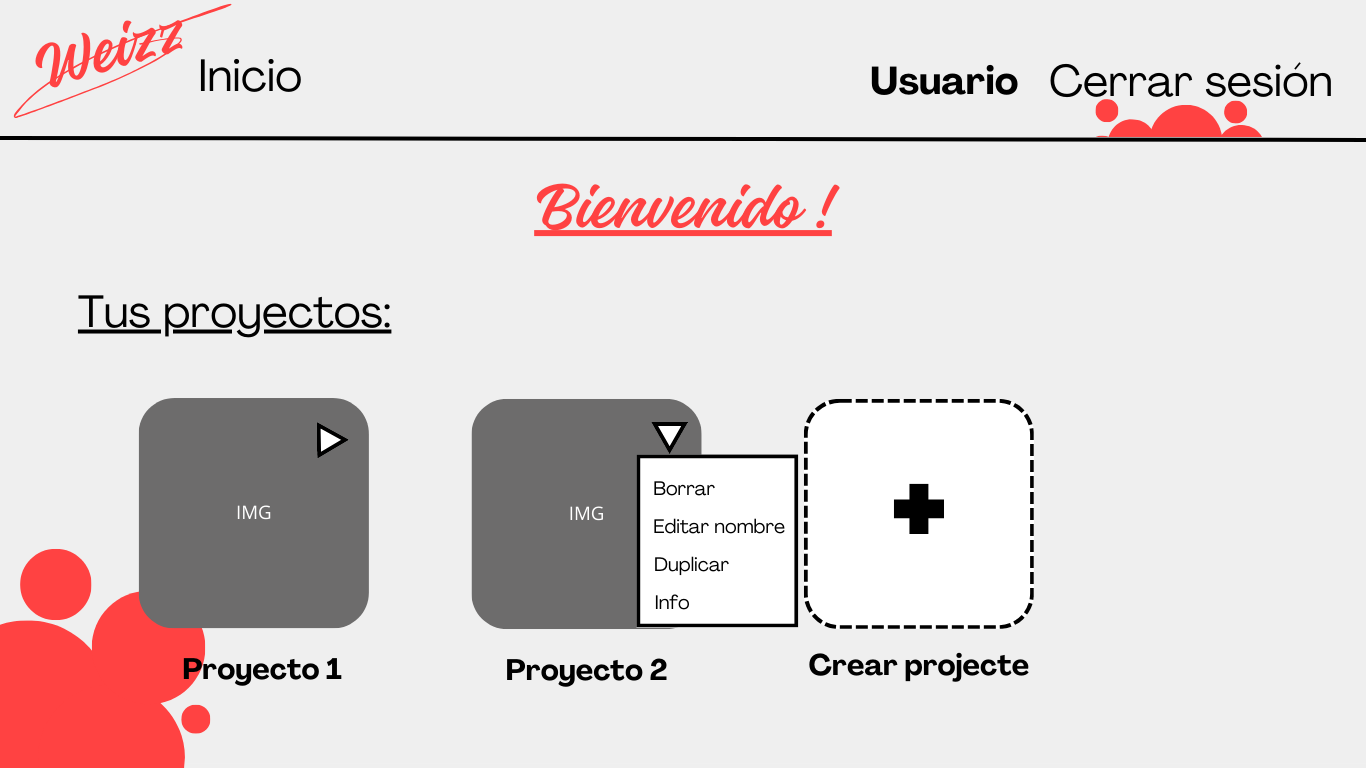 Weizz
Inicio
Usuario
Cerrar sesión
Bienvenido !
Tus proyectos:
IMG
IMG
Borrar
Editar nombre
Duplicar
Info
Proyecto 1
Proyecto 2
Crear projecte